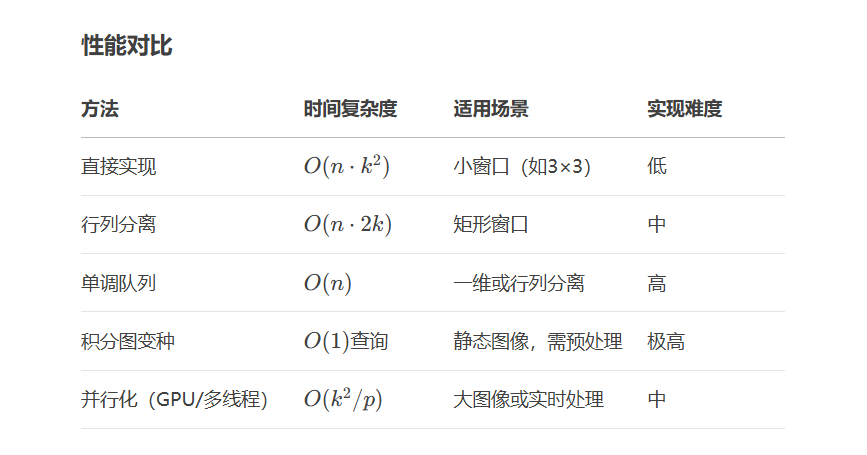 性能对比
方法 时间复杂度 适用场景 实现难度
直接实现 O(n · k²) 小窗口（如3×3） 低
行列分离 O(n · 2k) 矩形窗口 中
单调队列 O(n) 一维或行列分离 高
积分图变种 O(1)查询 静态图像，需预处理 极高
并行化（GPU/多线程） O(k²/p) 大图像或实时处理 中